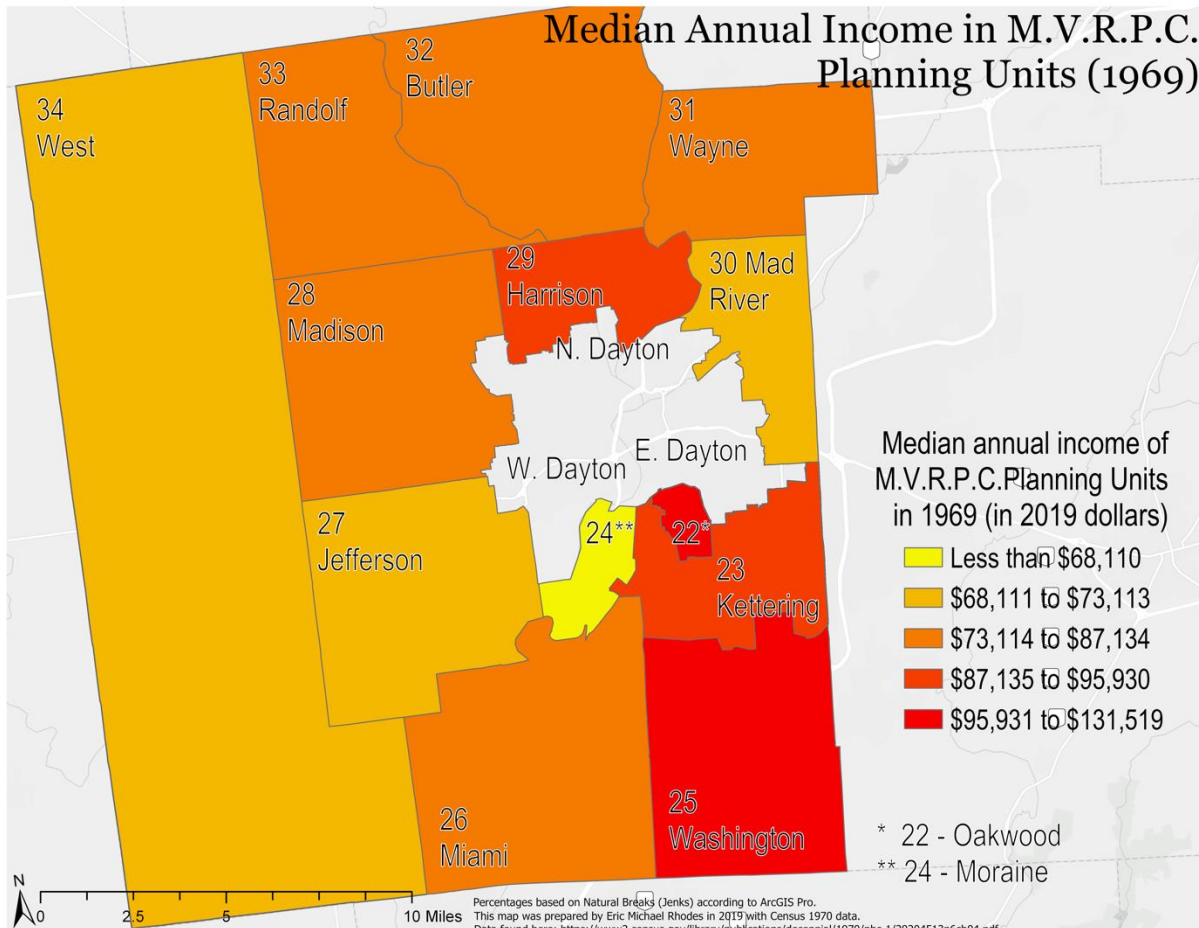 Median Annual Income in M.V.R.P.C.
Planning Units (1969)
32
Butler
33
Randolf
34
West
31
Wayne
29
Harrison
30 Mad
River
28
Madison
N. Dayton
E. Dayton
W. Dayton
27
Jefferson
24**
22*
23
Kettering
26
Miami
25
Washington
Median annual income of
M.V.R.P.C.Planning Units
in 1969 (in 2019 dollars)
Less than $68,110
$68,111 to $73,113
$73,114 to $87,134
$87,135 to $95,930
$95,931 to $131,519
* 22 - Oakwood
** 24 - Moraine
N
0 2.5 5 10 Miles
Percentages based on Natural Breaks (Jenks) according to ArcGIS Pro.
This map was prepared by Eric Michael Rhodes in 2019 with Census 1970 data.
Data found here: